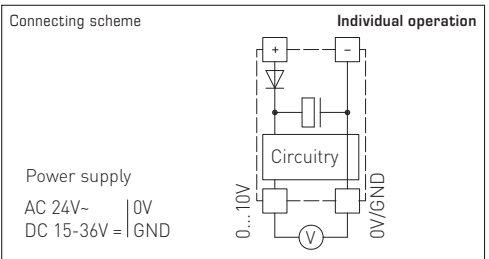 Connecting scheme
Individual operation
+
−
Circuitry
Power supply
AC 24V~ | 0V
DC 15-36V = | GND
0...10V
0V/GND
V